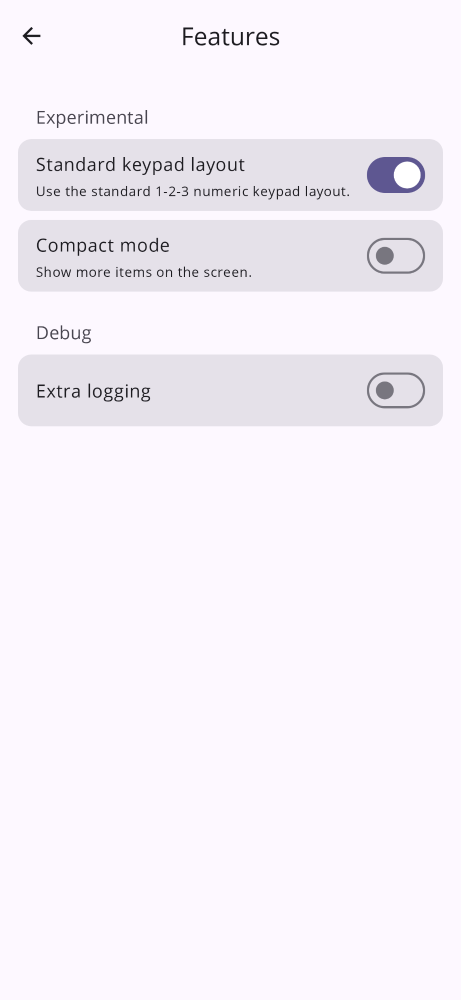 Features
Experimental
Standard keypad layout
Use the standard 1-2-3 numeric keypad layout.
Compact mode
Show more items on the screen.
Debug
Extra logging